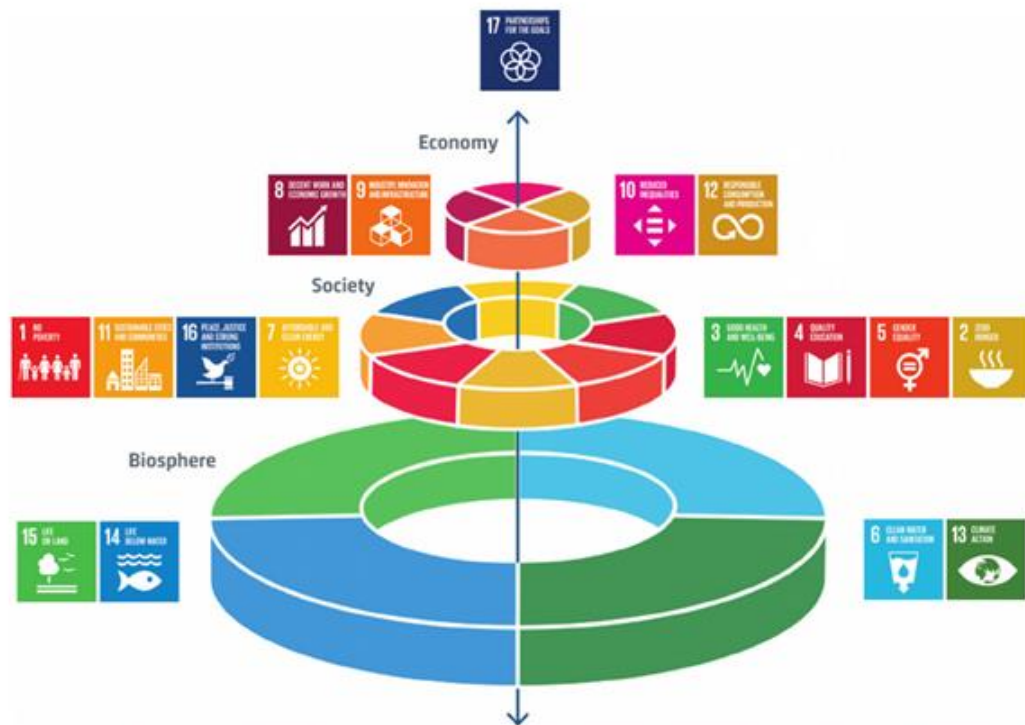 17 PARTNERSHIPS
FOR THE GOALS
Economy
8 DECENT WORK AND
ECONOMIC GROWTH
9 INDUSTRY, INNOVATION
AND INFRASTRUCTURE
10 REDUCED
INEQUALITIES
12 RESPONSIBLE
CONSUMPTION
AND PRODUCTION
Society
1 NO
POVERTY
11 SUSTAINABLE CITIES
AND COMMUNITIES
16 PEACE, JUSTICE
AND STRONG
INSTITUTIONS
7 AFFORDABLE AND
CLEAN ENERGY
3 GOOD HEALTH
AND WELL-BEING
4 QUALITY
EDUCATION
5 GENDER
EQUALITY
2 ZERO
HUNGER
Biosphere
15 LIFE
ON LAND
14 LIFE
BELOW WATER
6 CLEAN WATER
AND SANITATION
13 CLIMATE
ACTION